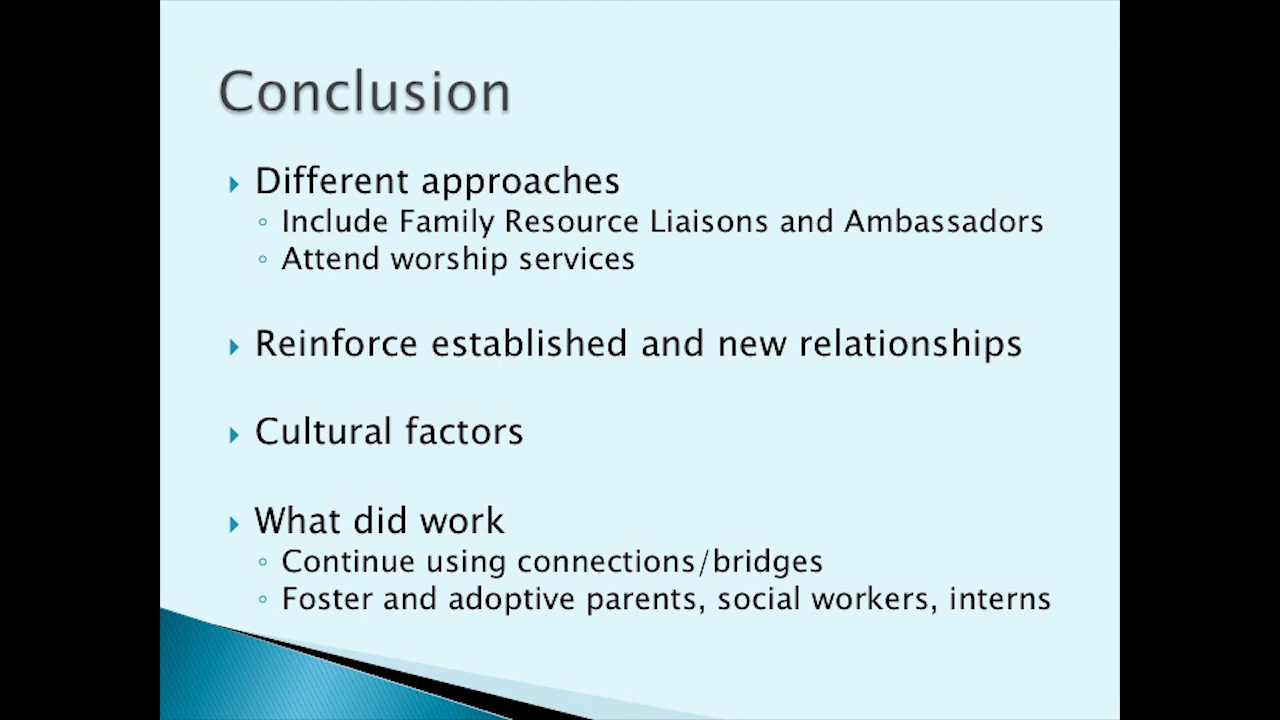 Conclusion
Different approaches
Include Family Resource Liaisons and Ambassadors
Attend worship services
Reinforce established and new relationships
Cultural factors
What did work
Continue using connections/bridges
Foster and adoptive parents, social workers, interns